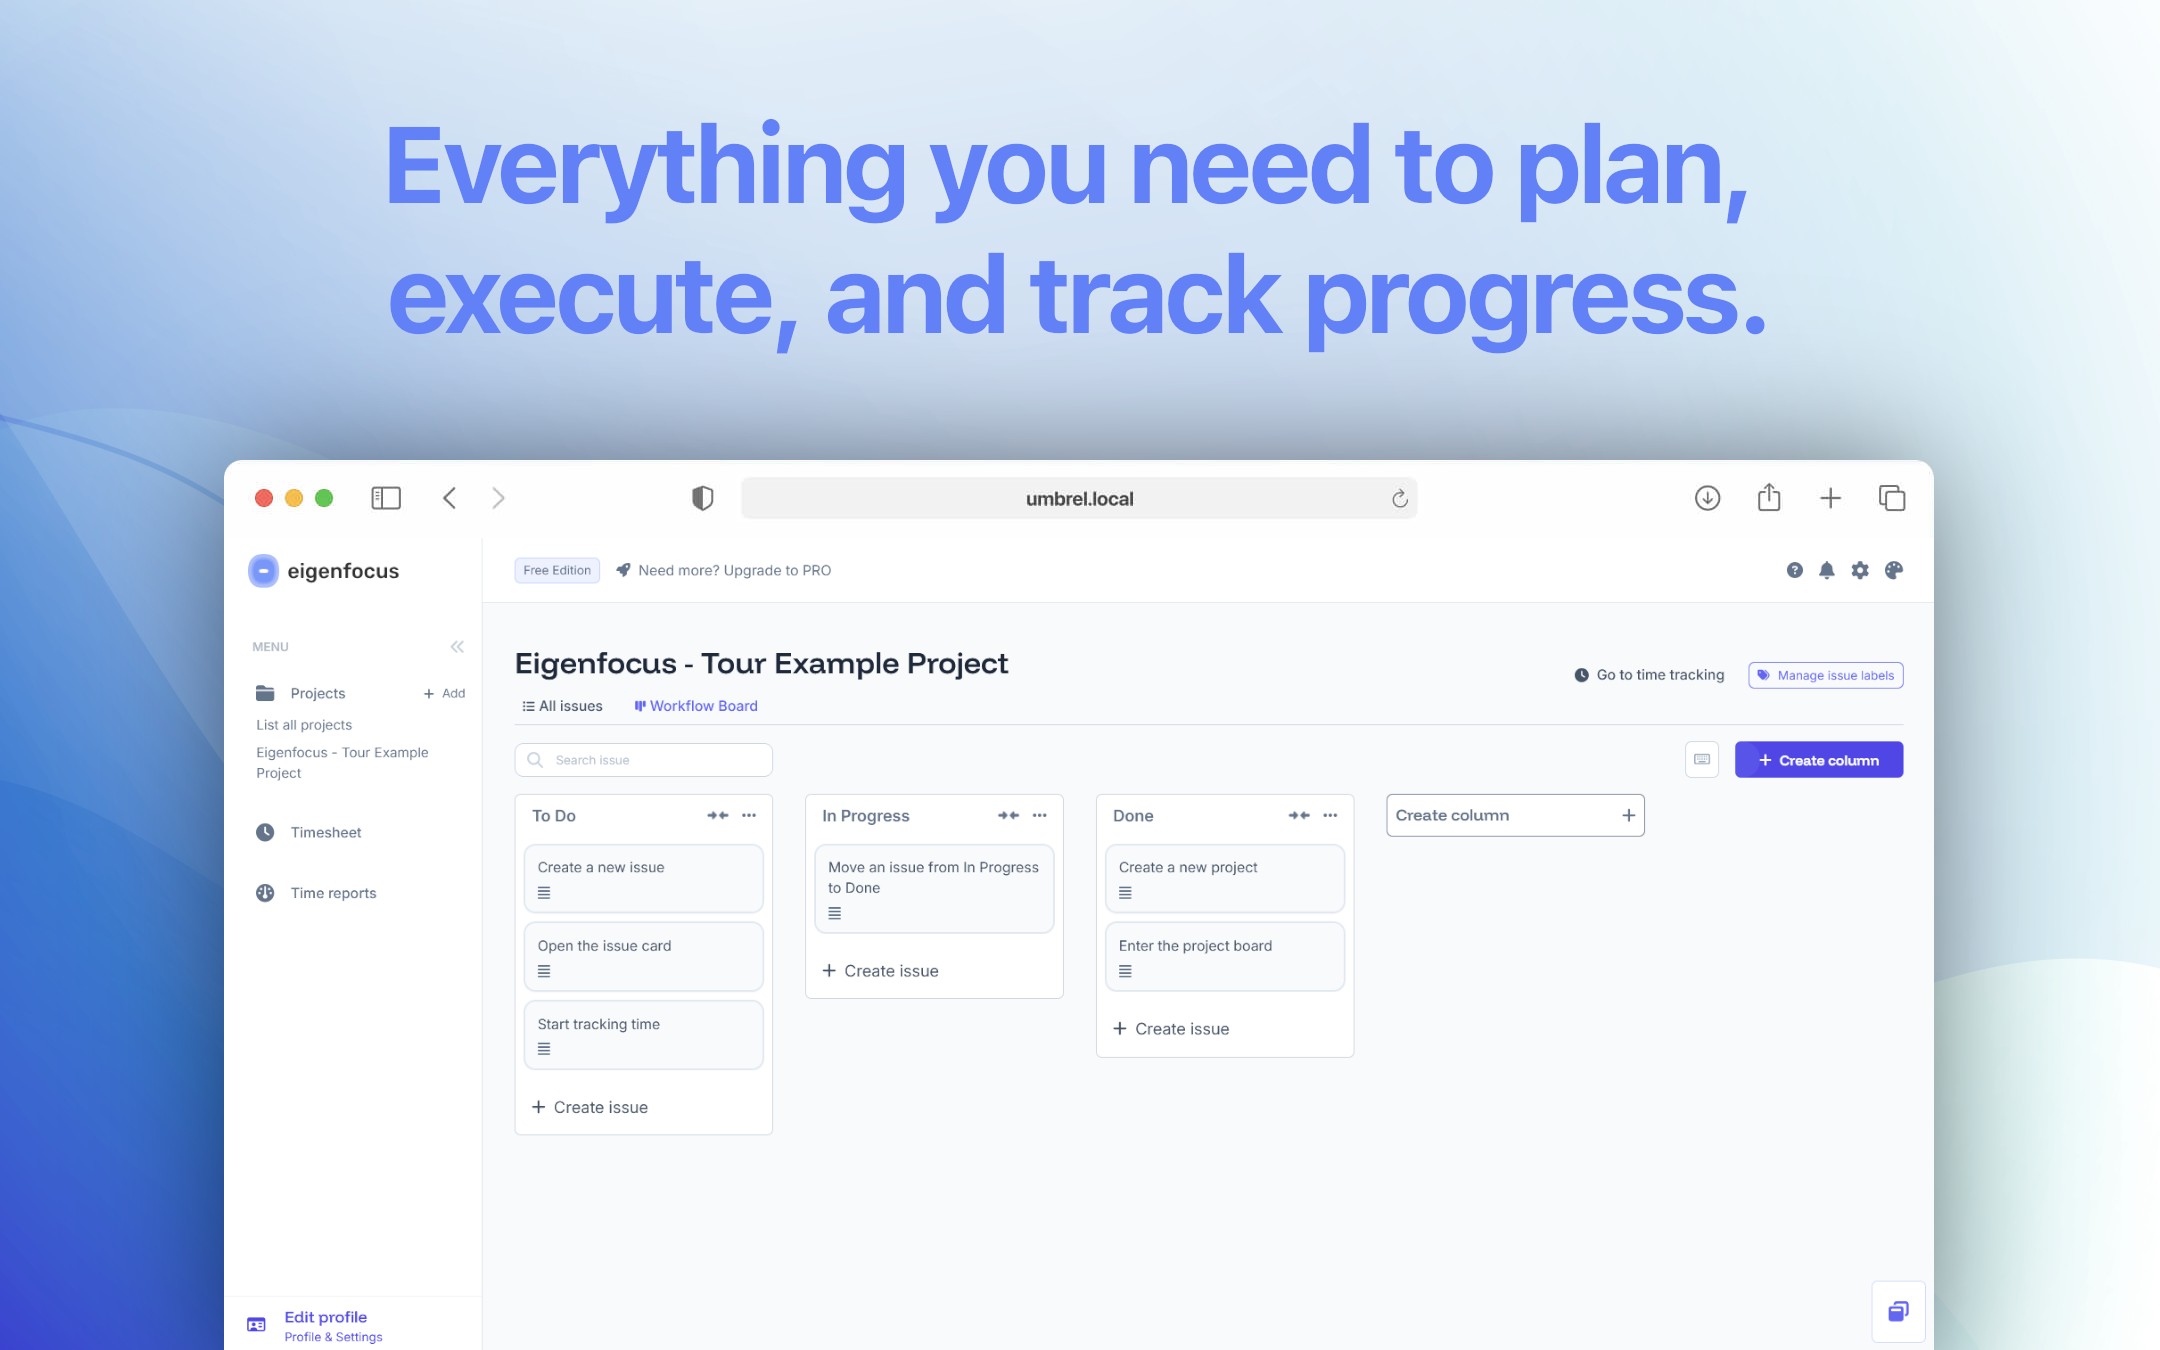 Everything you need to plan,
execute, and track progress.
umbrel.local
eigenfocus
Free Edition
Need more? Upgrade to PRO
MENU
Projects
Add
List all projects
Eigenfocus - Tour Example
Project
Timesheet
Time reports
Edit profile
Profile & Settings
Eigenfocus - Tour Example Project
Go to time tracking
Manage issue labels
All issues
Workflow Board
Search issue
Create column
To Do
Create a new issue
Open the issue card
Start tracking time
Create issue
In Progress
Move an issue from In Progress
to Done
Create issue
Done
Create a new project
Enter the project board
Create issue
Create column